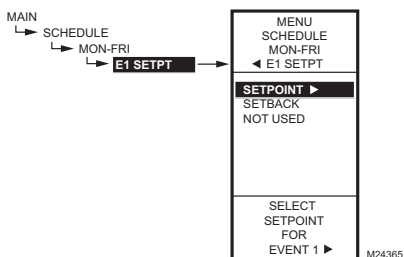 MAIN
SCHEDULE
MON-FRI
E1 SETPT
MENU
SCHEDULE
MON-FRI
◄ E1 SETPT
SETPOINT ►
SETBACK
NOT USED
SELECT
SETPOINT
FOR
EVENT 1 ►
M24365